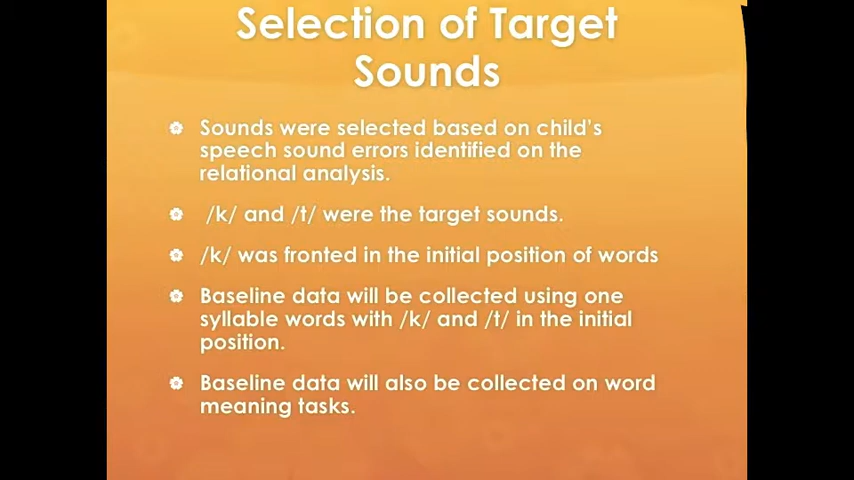 Selection of Target
Sounds
Sounds were selected based on child's
speech sound errors identified on the
relational analysis.
/k/ and /t/ were the target sounds.
/k/ was fronted in the initial position of words
Baseline data will be collected using one
syllable words with /k/ and /t/ in the initial
position.
Baseline data will also be collected on word
meaning tasks.